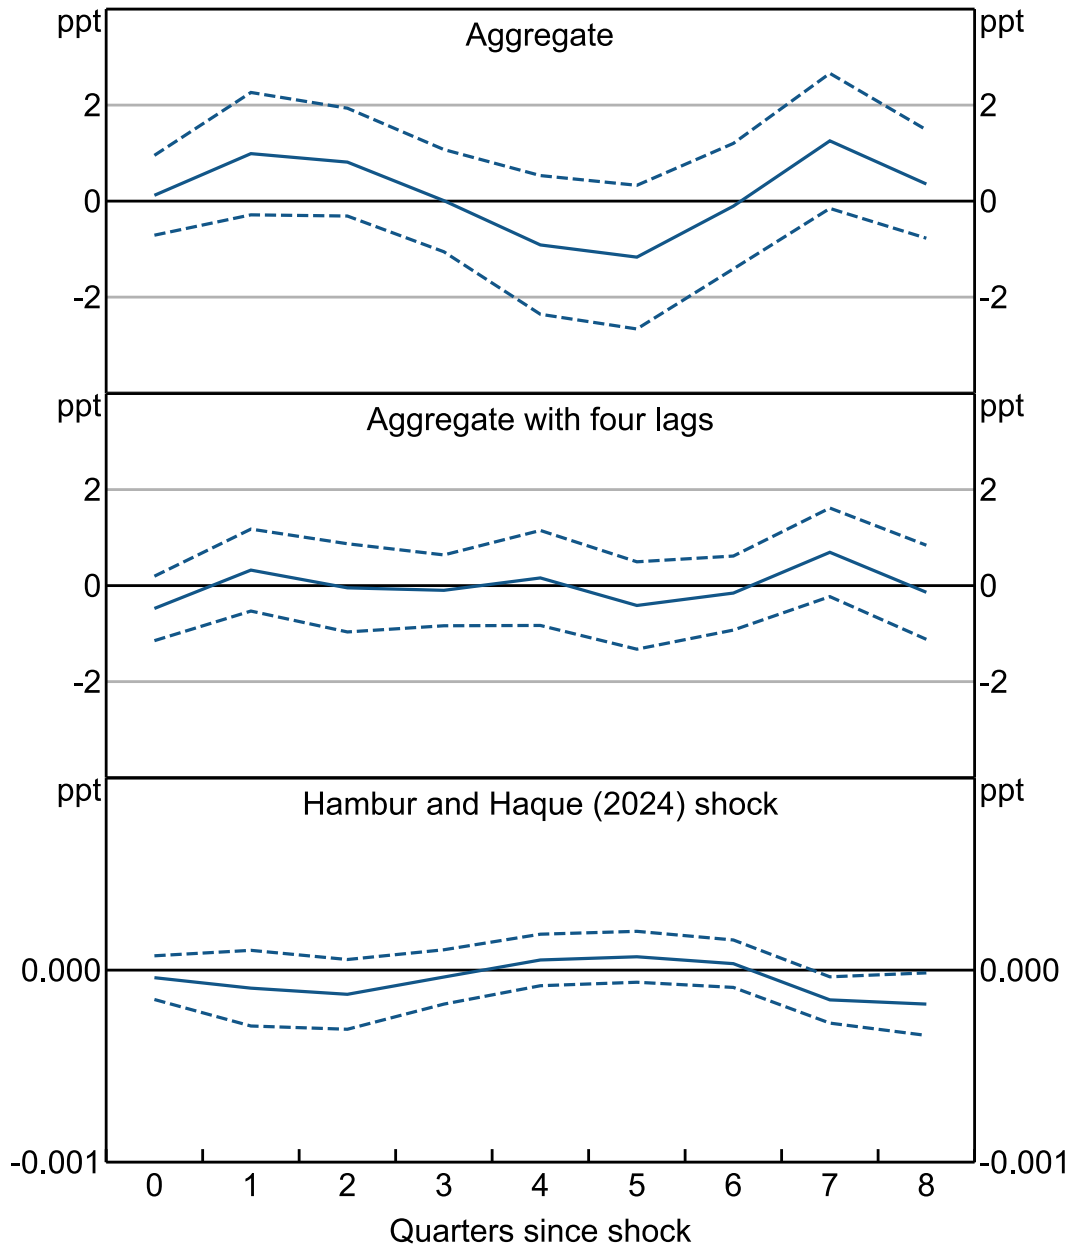 ppt ppt
Aggregate
2 2
0 0
-2 -2
ppt ppt
Aggregate with four lags
2 2
0 0
-2 -2
ppt ppt
Hambur and Haque (2024) shock
0.000 0.000
-0.001 -0.001
0 1 2 3 4 5 6 7 8
Quarters since shock